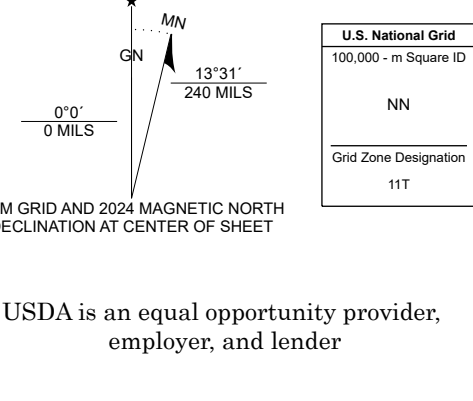 MN
GN
13°31´
240 MILS
0°0´
0 MILS
M GRID AND 2024 MAGNETIC NORTH
ECLINATION AT CENTER OF SHEET
U.S. National Grid
100,000 - m Square ID
NN
Grid Zone Designation
11T
USDA is an equal opportunity provider,
employer, and lender